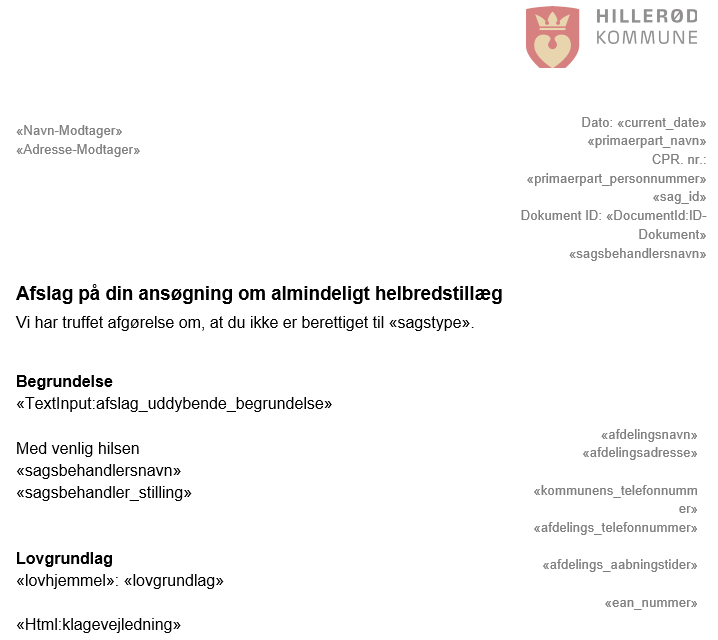 HILLERØD
KOMMUNE
«Navn-Modtager»
«Adresse-Modtager»
Dato: «current_date»
«primaerpart_navn»
CPR. nr.:
«primaerpart_personnummer»
«sag_id»
Dokument ID: «DocumentId:ID-
Dokument»
«sagsbehandlersnavn»
Afslag på din ansøgning om almindeligt helbredstillæg
Vi har truffet afgørelse om, at du ikke er berettiget til «sagstype».
Begrundelse
«TextInput:afslag_uddybende_begrundelse»
Med venlig hilsen
«sagsbehandlersnavn»
«sagsbehandler_stilling»
Lovgrundlag
«lovhjemmel»: «lovgrundlag»
«Html:klagevejledning»
«afdelingsnavn»
«afdelingsadresse»
«kommunens_telefonnumm
er»
«afdelings_telefonnummer»
«afdelings_aabningstider»
«ean_nummer»